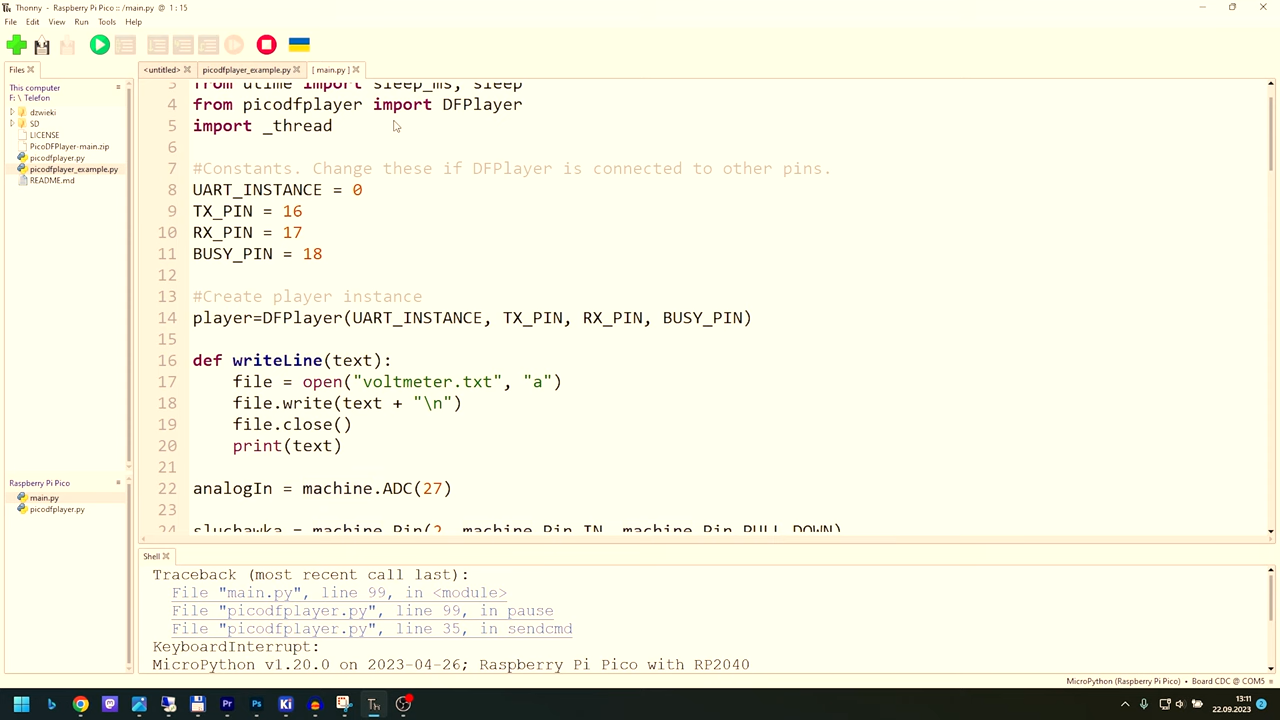 Thonny - Raspberry Pi Pico :: /main.py @ 1 : 15
File Edit View Run Tools Help
Files
<untitled> picodfplayer_example.py [ main.py ]
This computer
F: \ Telefon
dzwieki
SD
LICENSE
PicoDFPlayer-main.zip
picodfplayer.py
picodfplayer_example.py
README.md
Raspberry Pi Pico
main.py
picodfplayer.py
3 from utime import sleep_ms, sleep
4 from picodfplayer import DFPlayer
5 import _thread
6
7 #Constants. Change these if DFPlayer is connected to other pins.
8 UART_INSTANCE = 0
9 TX_PIN = 16
10 RX_PIN = 17
11 BUSY_PIN = 18
12
13 #Create player instance
14 player=DFPlayer(UART_INSTANCE, TX_PIN, RX_PIN, BUSY_PIN)
15
16 def writeLine(text):
17 file = open("voltmeter.txt", "a")
18 file.write(text + "\n")
19 file.close()
20 print(text)
21
22 analogIn = machine.ADC(27)
23
24 sluchawka = machine.Pin(2, machine.Pin.IN, machine.Pin.PULL_DOWN)
Shell
Traceback (most recent call last):
File "main.py", line 99, in <module>
File "picodfplayer.py", line 99, in pause
File "picodfplayer.py", line 35, in sendcmd
KeyboardInterrupt:
MicroPython v1.20.0 on 2023-04-26; Raspberry Pi Pico with RP2040
MicroPython (Raspberry Pi Pico) • Board CDC @ COM5
Pr Ps Ki Th
13:11
22.09.2023